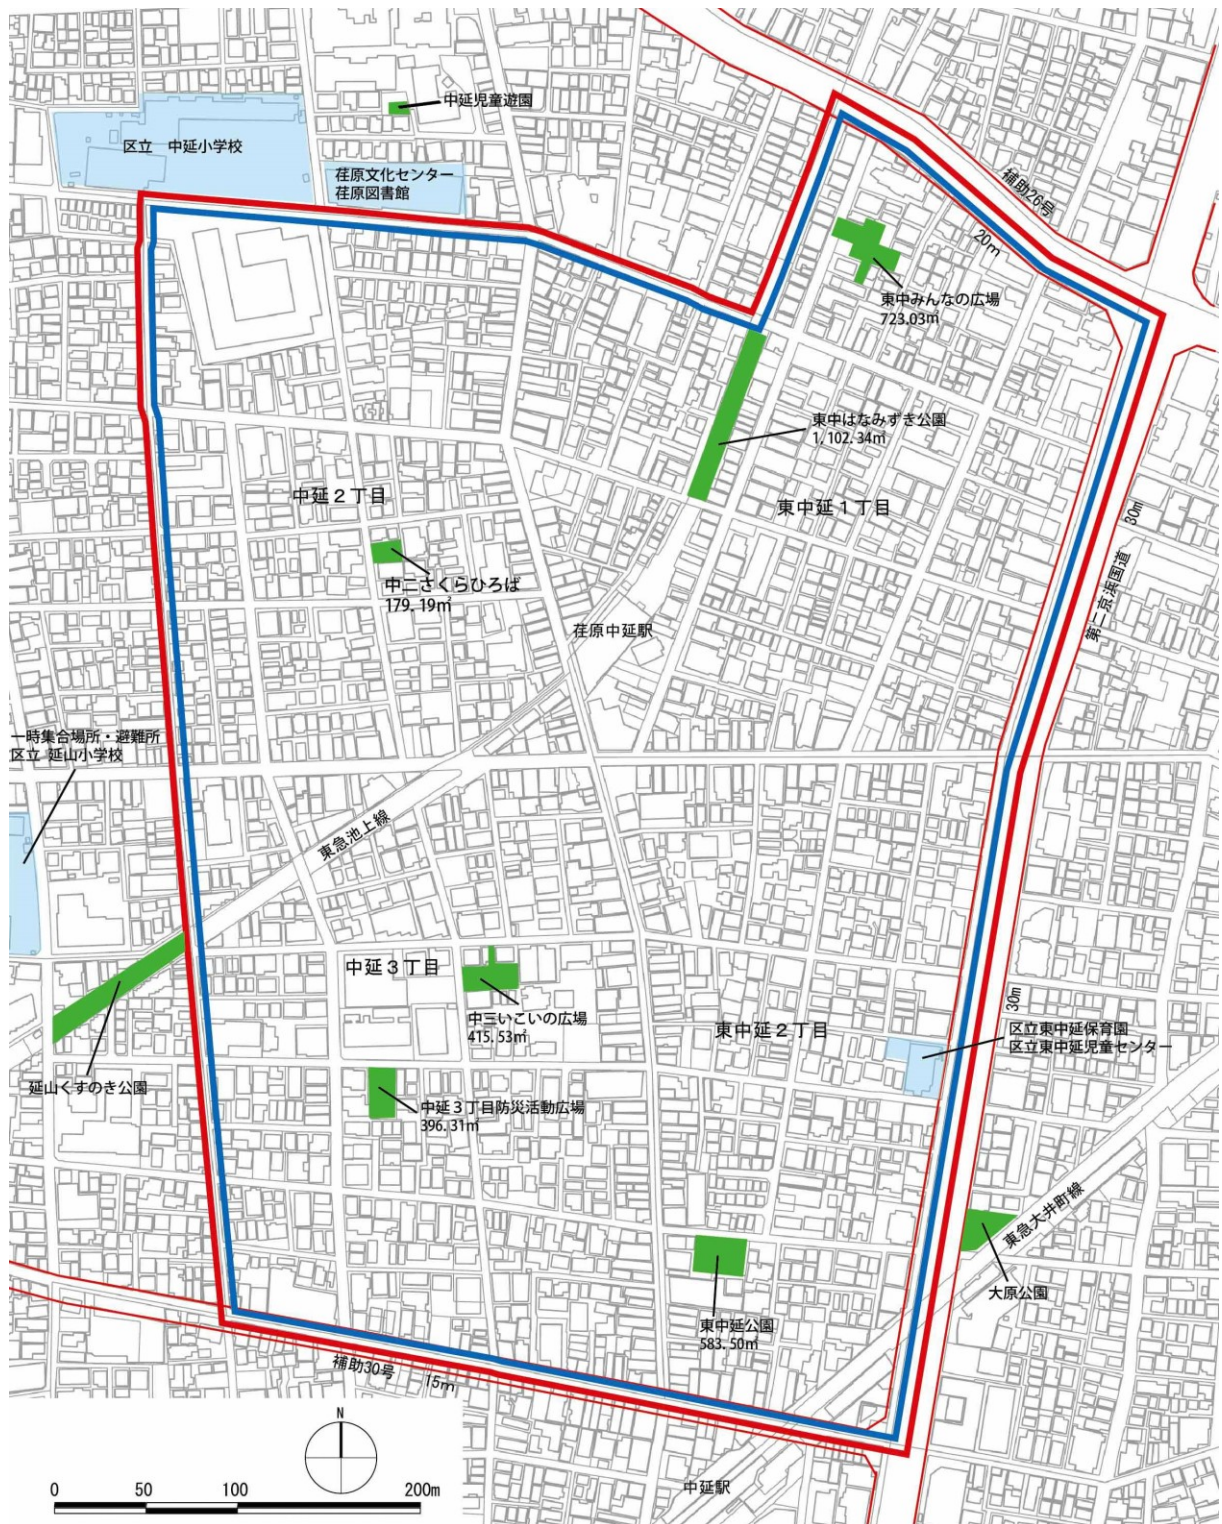 中延児童遊園
区立　中延小学校
荏原文化センター
荏原図書館
補助26号
20m
東中みんなの広場
723.03㎡
東中はなみずき公園
1,102.34㎡
中延２丁目
東中延１丁目
30m
第二京浜国道
中二さくらひろば
179.19㎡
荏原中延駅
一時集合場所・避難所
区立 延山小学校
東急池上線
中延３丁目
中三いこいの広場
415.53㎡
30m
東中延２丁目
区立東中延保育園
区立東中延児童センター
延山くすのき公園
中延３丁目防災活動広場
396.31㎡
東急大井町線
大原公園
東中延公園
583.50㎡
補助30号
15m
中延駅
N
0 50 100 200m